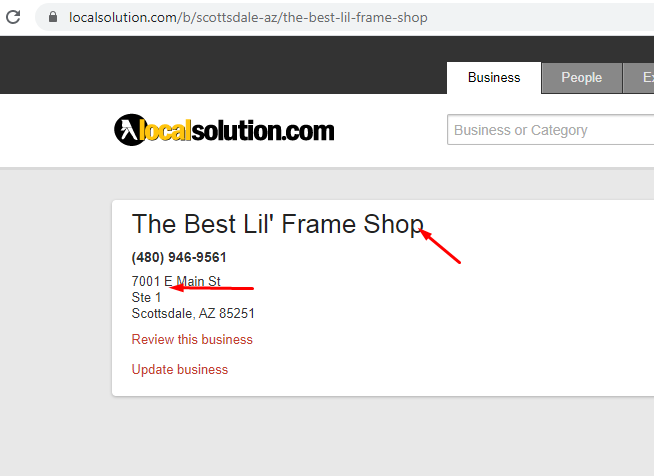 localsolution.com/b/scottsdale-az/the-best-lil-frame-shop
Business People Ex
localsolution.com
Business or Category
The Best Lil' Frame Shop
(480) 946-9561
7001 E Main St
Ste 1
Scottsdale, AZ 85251
Review this business
Update business